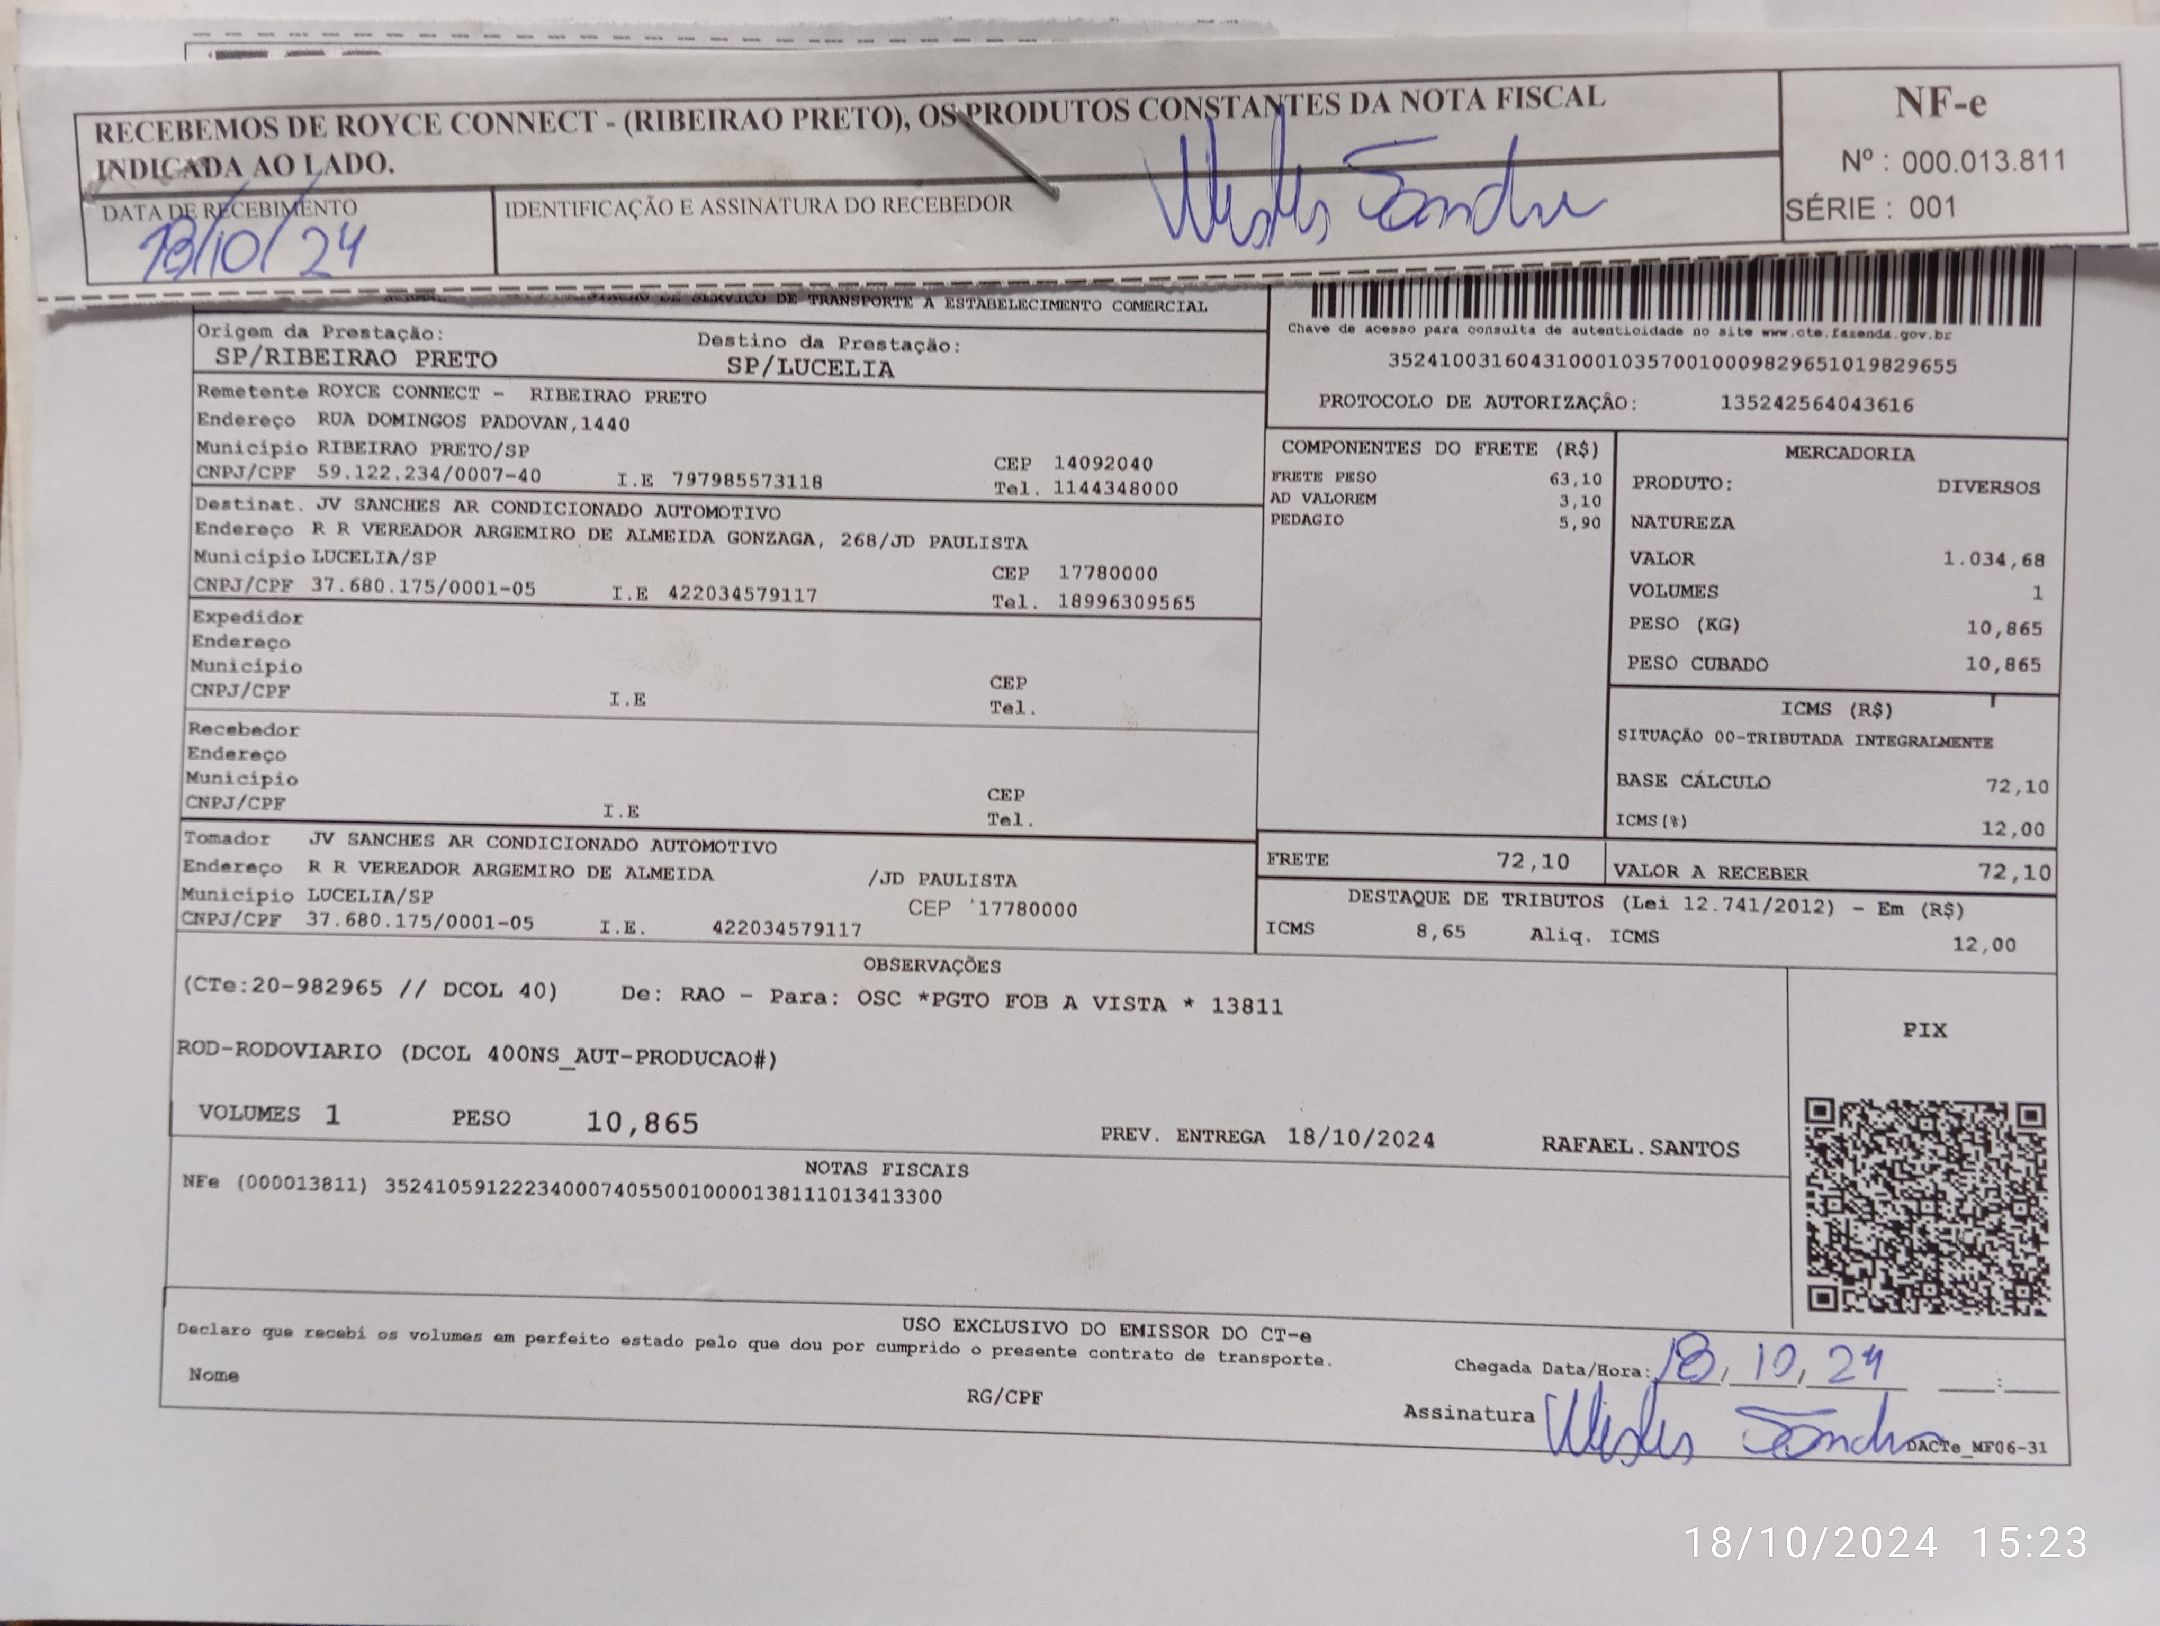 RECEBEMOS DE ROYCE CONNECT - (RIBEIRAO PRETO), OS PRODUTOS CONSTANTES DA NOTA FISCAL
INDICADA AO LADO.
DATA DE RECEBIMENTO
18/10/24
IDENTIFICAÇÃO E ASSINATURA DO RECEBEDOR
NF-e
Nº : 000.013.811
SÉRIE : 001
DE TRANSPORTE A ESTABELECIMENTO COMERCIAL
Origem da Prestação:
SP/RIBEIRAO PRETO
Destino da Prestação:
SP/LUCELIA
Chave de acesso para consulta de autenticidade no site www.cte.fazenda.gov.br
35241003160431000103570010009829651019829655
PROTOCOLO DE AUTORIZAÇÃO: 135242564043616
Remetente ROYCE CONNECT - RIBEIRAO PRETO
Endereço RUA DOMINGOS PADOVAN,1440
Município RIBEIRAO PRETO/SP CEP 14092040
CNPJ/CPF 59.122.234/0007-40 I.E 797985573118 Tel. 1144348000
Destinat. JV SANCHES AR CONDICIONADO AUTOMOTIVO
Endereço R R VEREADOR ARGEMIRO DE ALMEIDA GONZAGA, 268/JD PAULISTA
Município LUCELIA/SP CEP 17780000
CNPJ/CPF 37.680.175/0001-05 I.E 422034579117 Tel. 18996309565
Expedidor
Endereço
Município CEP
CNPJ/CPF I.E Tel.
Recebedor
Endereço
Município CEP
CNPJ/CPF I.E Tel.
Tomador JV SANCHES AR CONDICIONADO AUTOMOTIVO
Endereço R R VEREADOR ARGEMIRO DE ALMEIDA /JD PAULISTA
Município LUCELIA/SP CEP 17780000
CNPJ/CPF 37.680.175/0001-05 I.E. 422034579117
COMPONENTES DO FRETE (R$)
FRETE PESO 63,10
AD VALOREM 3,10
PEDAGIO 5,90
MERCADORIA
PRODUTO: DIVERSOS
NATUREZA
VALOR 1.034,68
VOLUMES 1
PESO (KG) 10,865
PESO CUBADO 10,865
ICMS (R$)
SITUAÇÃO 00-TRIBUTADA INTEGRALMENTE
BASE CÁLCULO 72,10
ICMS(%) 12,00
FRETE 72,10 VALOR A RECEBER 72,10
DESTAQUE DE TRIBUTOS (Lei 12.741/2012) - Em (R$)
ICMS 8,65 Aliq. ICMS 12,00
OBSERVAÇÕES
(CTe:20-982965 // DCOL 40) De: RAO - Para: OSC *PGTO FOB A VISTA * 13811
ROD-RODOVIARIO (DCOL 400NS_AUT-PRODUCAO#)
VOLUMES 1 PESO 10,865 PREV. ENTREGA 18/10/2024 RAFAEL.SANTOS
PIX
NOTAS FISCAIS
NFe (000013811) 35241059122234000740550010000138111013413300
USO EXCLUSIVO DO EMISSOR DO CT-e
Declaro que recebi os volumes em perfeito estado pelo que dou por cumprido o presente contrato de transporte.
Nome RG/CPF
Chegada Data/Hora: 18, 10, 24 :
Assinatura
DACTe_MF06-31
18/10/2024 15:23